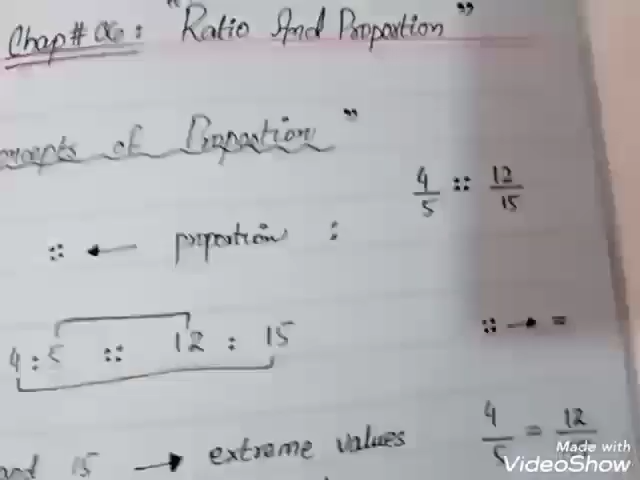 Chap# 06: "Ratio And Proportion"
concepts of Proportion"
4/5 :: 12/15
:: ← proportion :
4 : 5 :: 12 : 15
:: → =
and 15 → extreme values
4/5 = 12
Made with
VideoShow